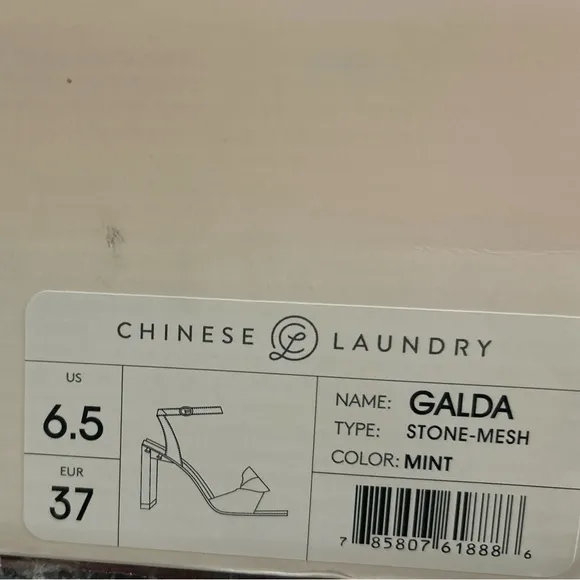 CHINESE LAUNDRY
US
6.5
EUR
37
NAME: GALDA
TYPE: STONE-MESH
COLOR: MINT
7 85807 61888 6